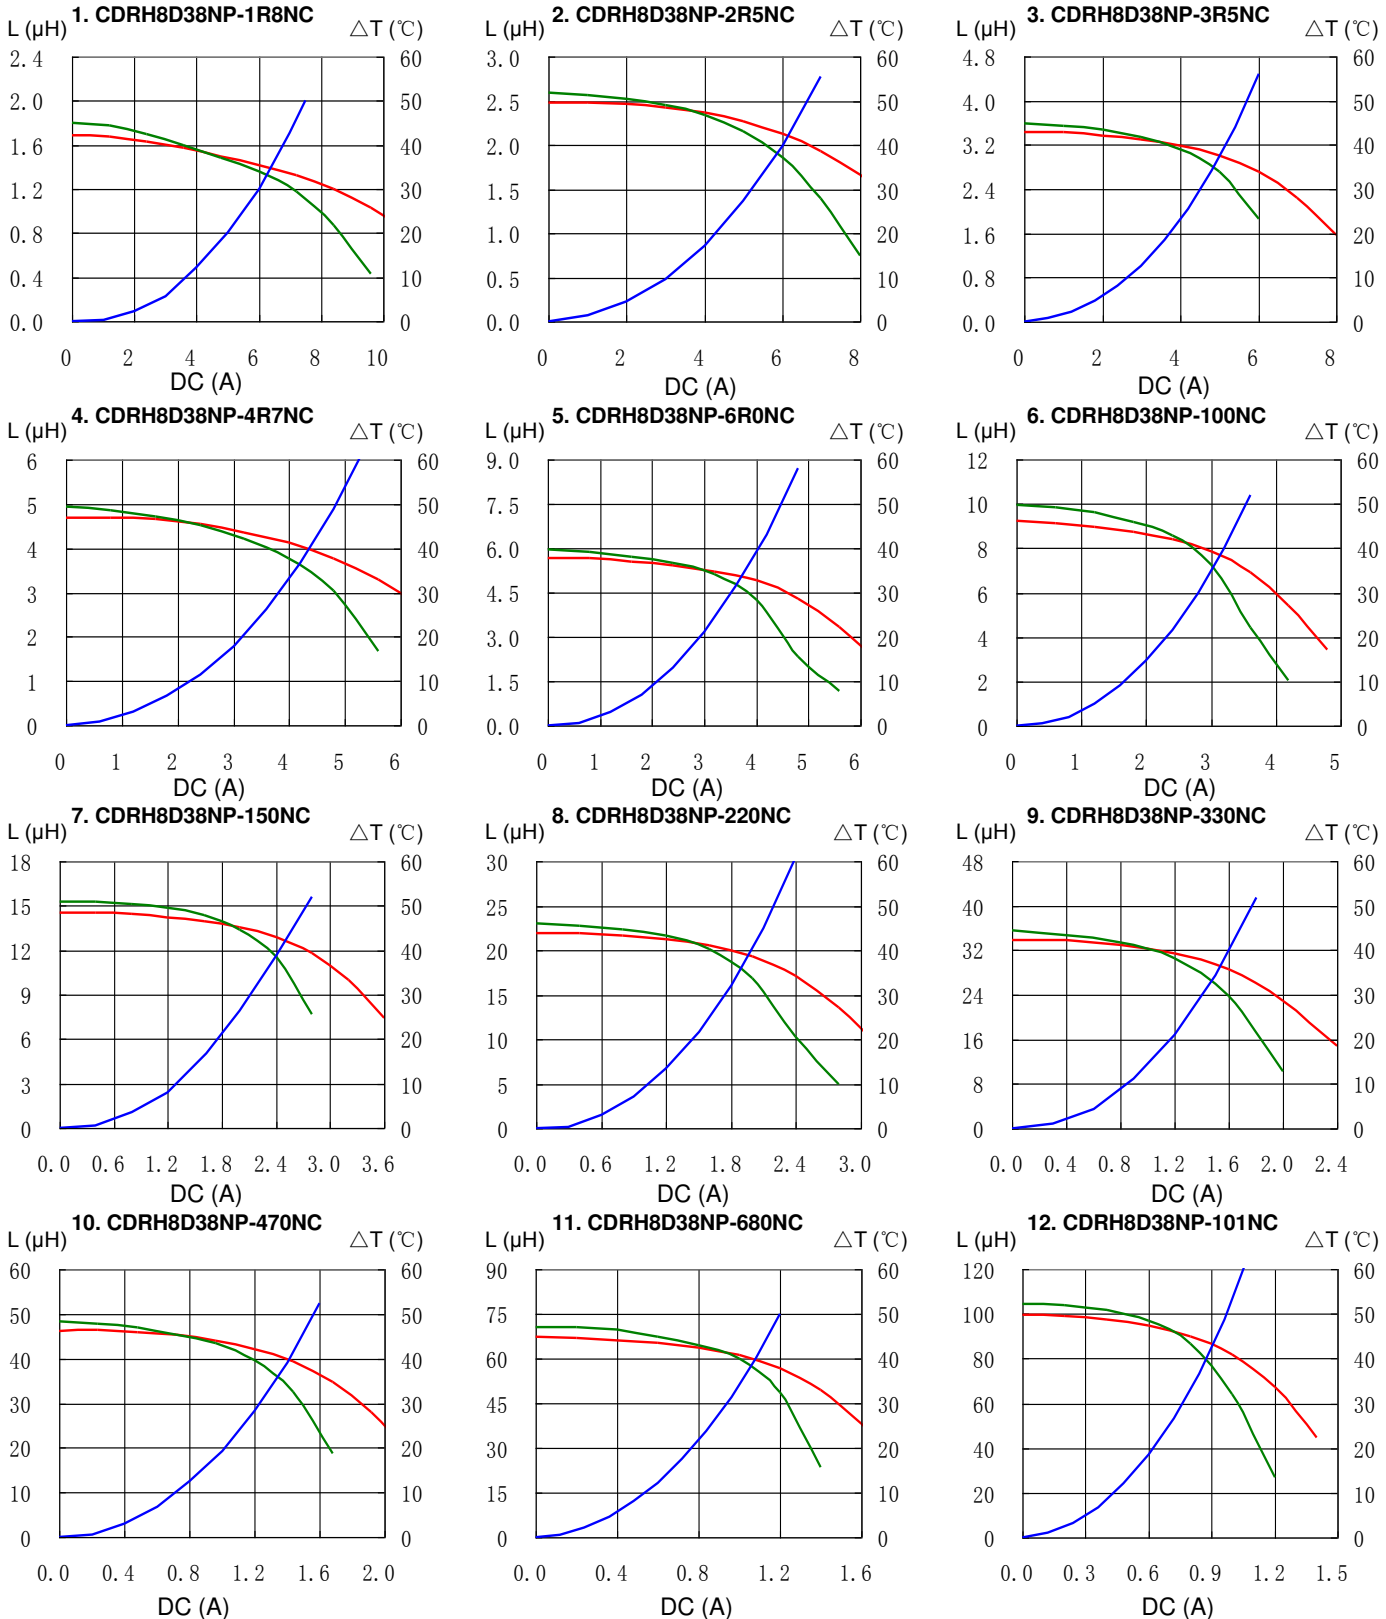 1. CDRH8D38NP-1R8NC
L (µH)
△T (℃)
2.4
2.0
1.6
1.2
0.8
0.4
0.0
60
50
40
30
20
10
0
0 2 4 6 8 10
DC (A)
2. CDRH8D38NP-2R5NC
L (µH)
△T (℃)
3.0
2.5
2.0
1.5
1.0
0.5
0.0
60
50
40
30
20
10
0
0 2 4 6 8
DC (A)
3. CDRH8D38NP-3R5NC
L (µH)
△T (℃)
4.8
4.0
3.2
2.4
1.6
0.8
0.0
60
50
40
30
20
10
0
0 2 4 6 8
DC (A)
4. CDRH8D38NP-4R7NC
L (µH)
△T (℃)
6
5
4
3
2
1
0
60
50
40
30
20
10
0
0 1 2 3 4 5 6
DC (A)
5. CDRH8D38NP-6R0NC
L (µH)
△T (℃)
9.0
7.5
6.0
4.5
3.0
1.5
0.0
60
50
40
30
20
10
0
0 1 2 3 4 5 6
DC (A)
6. CDRH8D38NP-100NC
L (µH)
△T (℃)
12
10
8
6
4
2
0
60
50
40
30
20
10
0
0 1 2 3 4 5
DC (A)
7. CDRH8D38NP-150NC
L (µH)
△T (℃)
18
15
12
9
6
3
0
60
50
40
30
20
10
0
0.0 0.6 1.2 1.8 2.4 3.0 3.6
DC (A)
8. CDRH8D38NP-220NC
L (µH)
△T (℃)
30
25
20
15
10
5
0
60
50
40
30
20
10
0
0.0 0.6 1.2 1.8 2.4 3.0
DC (A)
9. CDRH8D38NP-330NC
L (µH)
△T (℃)
48
40
32
24
16
8
0
60
50
40
30
20
10
0
0.0 0.4 0.8 1.2 1.6 2.0 2.4
DC (A)
10. CDRH8D38NP-470NC
L (µH)
△T (℃)
60
50
40
30
20
10
0
60
50
40
30
20
10
0
0.0 0.4 0.8 1.2 1.6 2.0
DC (A)
11. CDRH8D38NP-680NC
L (µH)
△T (℃)
90
75
60
45
30
15
0
60
50
40
30
20
10
0
0.0 0.4 0.8 1.2 1.6
DC (A)
12. CDRH8D38NP-101NC
L (µH)
△T (℃)
120
100
80
60
40
20
0
60
50
40
30
20
10
0
0.0 0.3 0.6 0.9 1.2 1.5
DC (A)